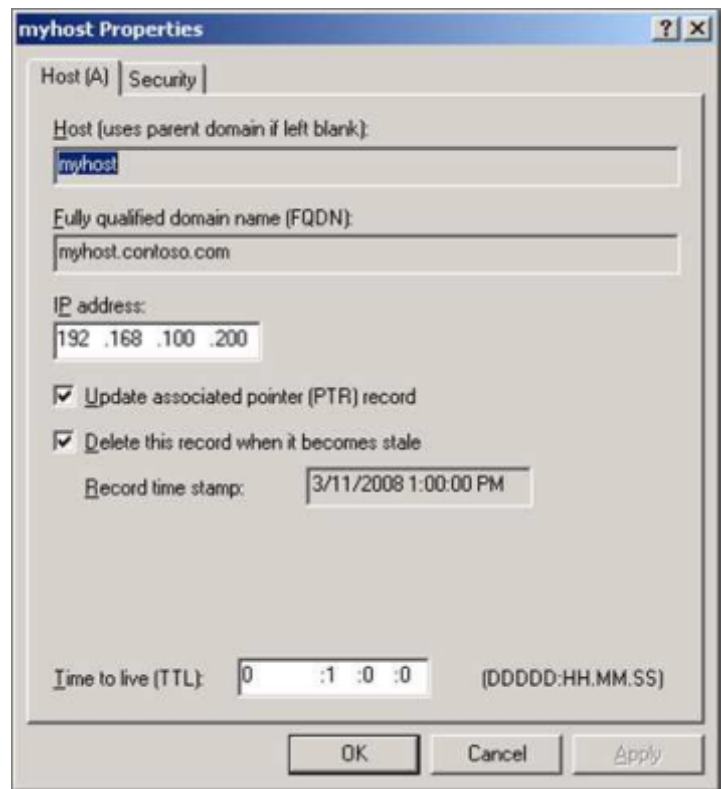 myhost Properties
Host (A) Security
Host (uses parent domain if left blank):
myhost
Fully qualified domain name (FQDN):
myhost.contoso.com
IP address:
192 .168 .100 .200
Update associated pointer (PTR) record
Delete this record when it becomes stale
Record time stamp: 3/11/2008 1:00:00 PM
Time to live (TTL): 0 :1 :0 :0 (DDDDD:HH.MM.SS)
OK Cancel Apply